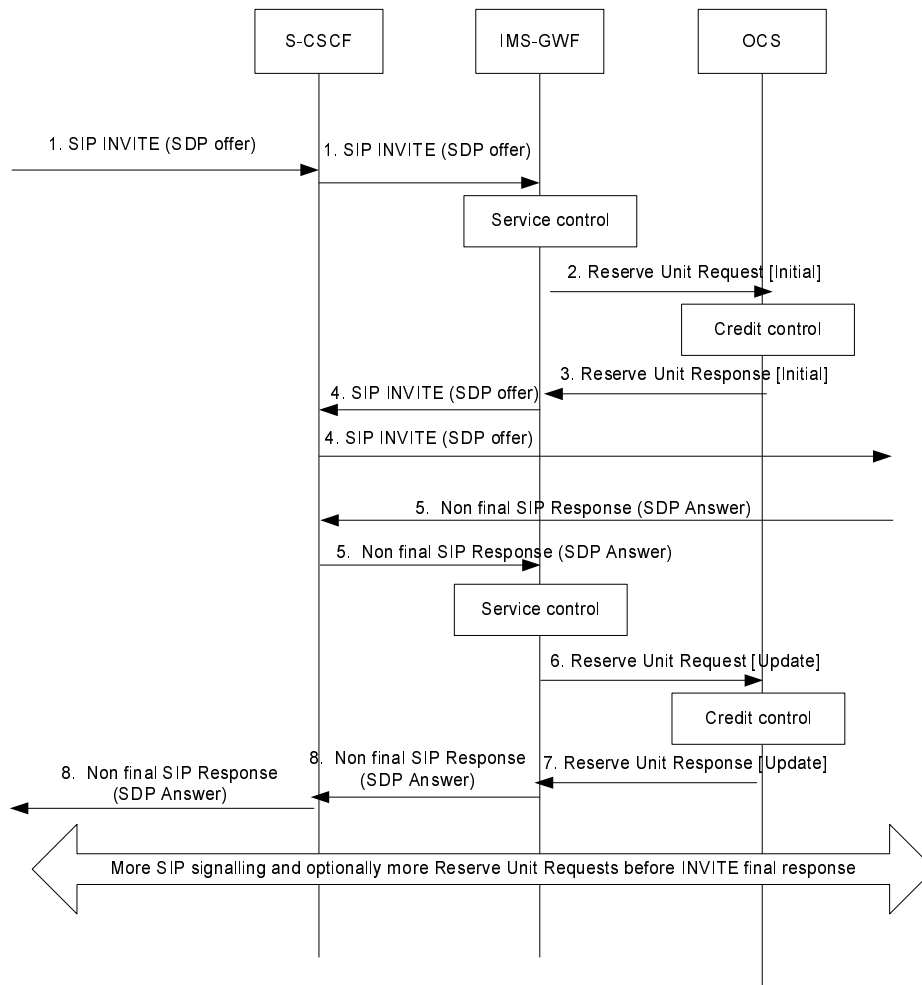 S-CSCF
IMS-GWF
OCS
1. SIP INVITE (SDP offer)
1. SIP INVITE (SDP offer)
Service control
2. Reserve Unit Request [Initial]
Credit control
3. Reserve Unit Response [Initial]
4. SIP INVITE (SDP offer)
4. SIP INVITE (SDP offer)
5. Non final SIP Response (SDP Answer)
5. Non final SIP Response (SDP Answer)
Service control
6. Reserve Unit Request [Update]
Credit control
7. Reserve Unit Response [Update]
8. Non final SIP Response
(SDP Answer)
8. Non final SIP Response
(SDP Answer)
More SIP signalling and optionally more Reserve Unit Requests before INVITE final response